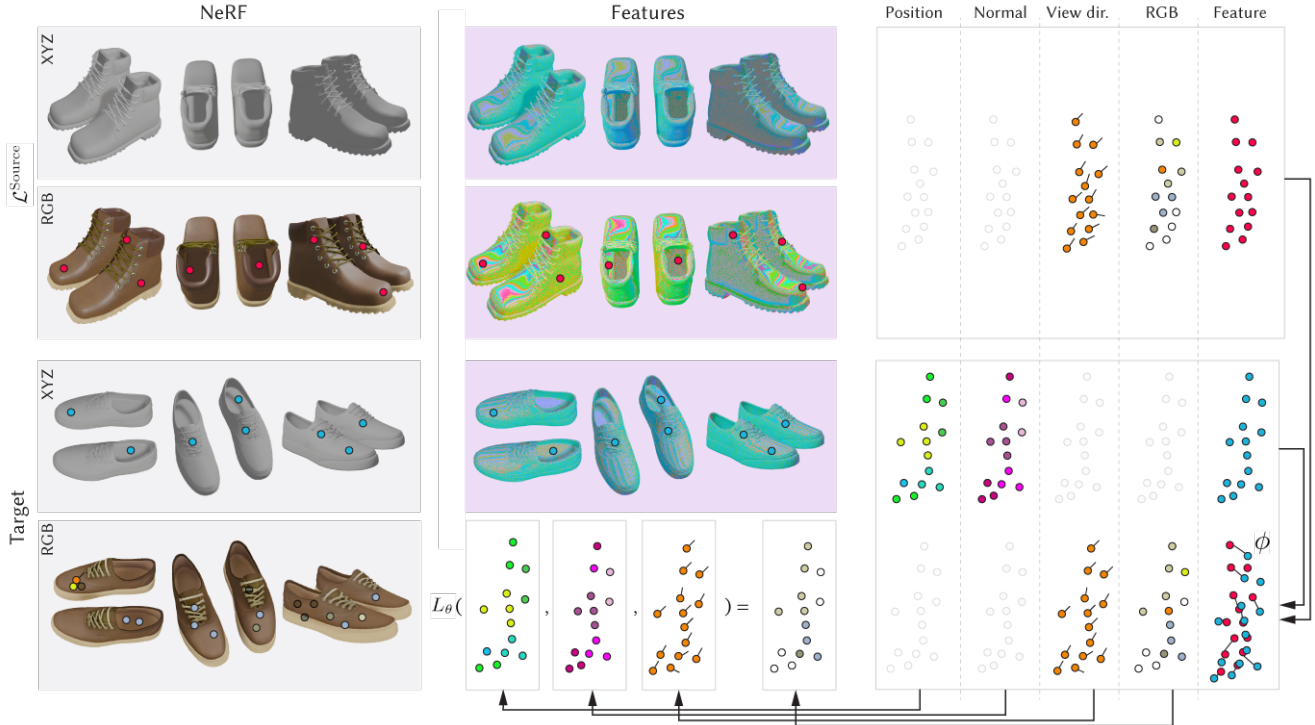 NeRF
Features
Position
Normal
View dir.
RGB
Feature
XYZ
ℒ^Source
RGB
XYZ
Target
RGB
L_θ( , , ) =
ϕ